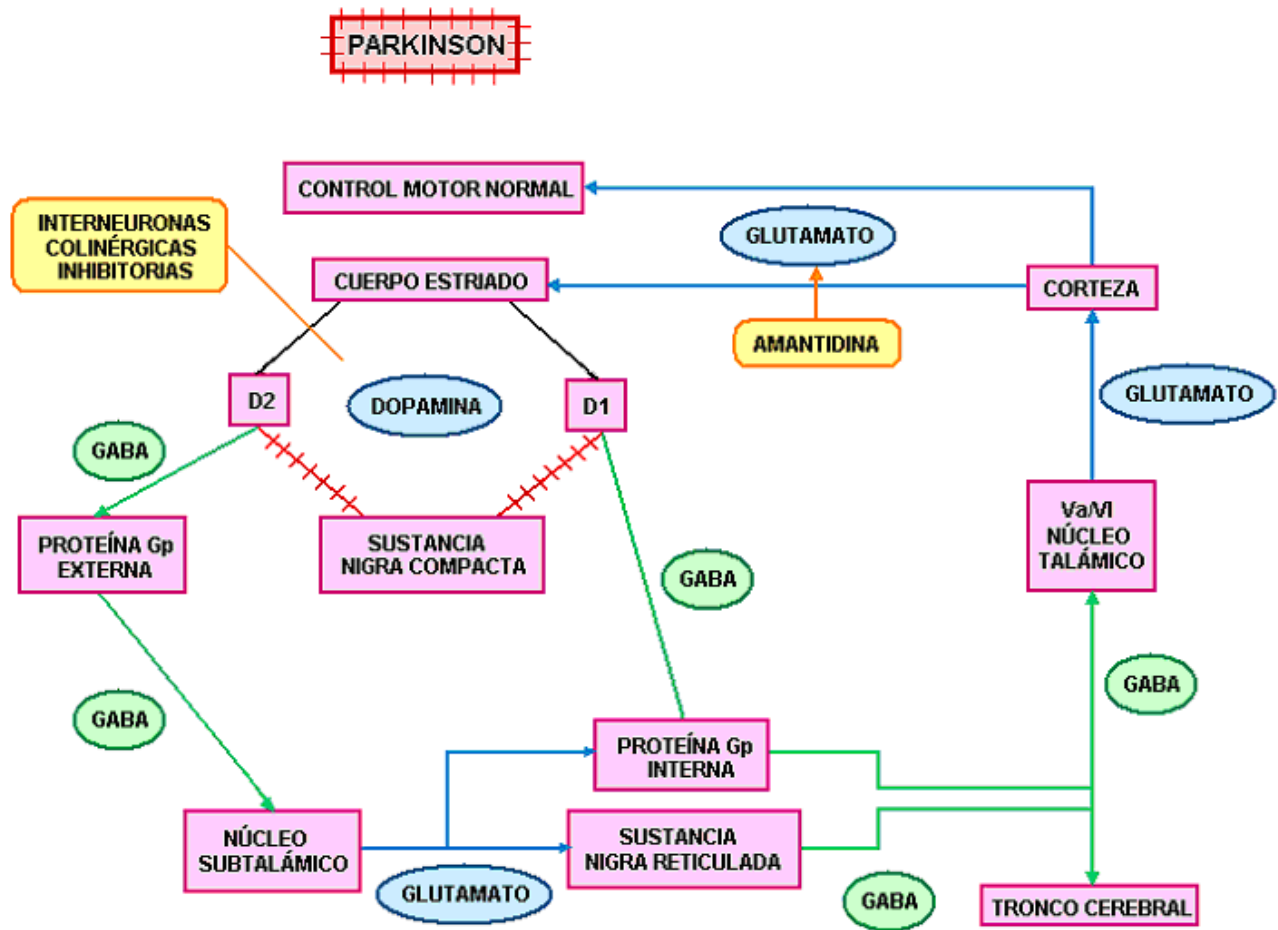 PARKINSON
CONTROL MOTOR NORMAL
INTERNEURONAS
COLINÉRGICAS
INHIBITORIAS
GLUTAMATO
CUERPO ESTRIADO
CORTEZA
AMANTIDINA
D2
DOPAMINA
D1
GLUTAMATO
GABA
PROTEÍNA Gp
EXTERNA
SUSTANCIA
NIGRA COMPACTA
GABA
Va/Vl
NÚCLEO
TALÁMICO
GABA
GABA
PROTEÍNA Gp
INTERNA
NÚCLEO
SUBTALÁMICO
SUSTANCIA
NIGRA RETICULADA
GLUTAMATO
GABA
TRONCO CEREBRAL